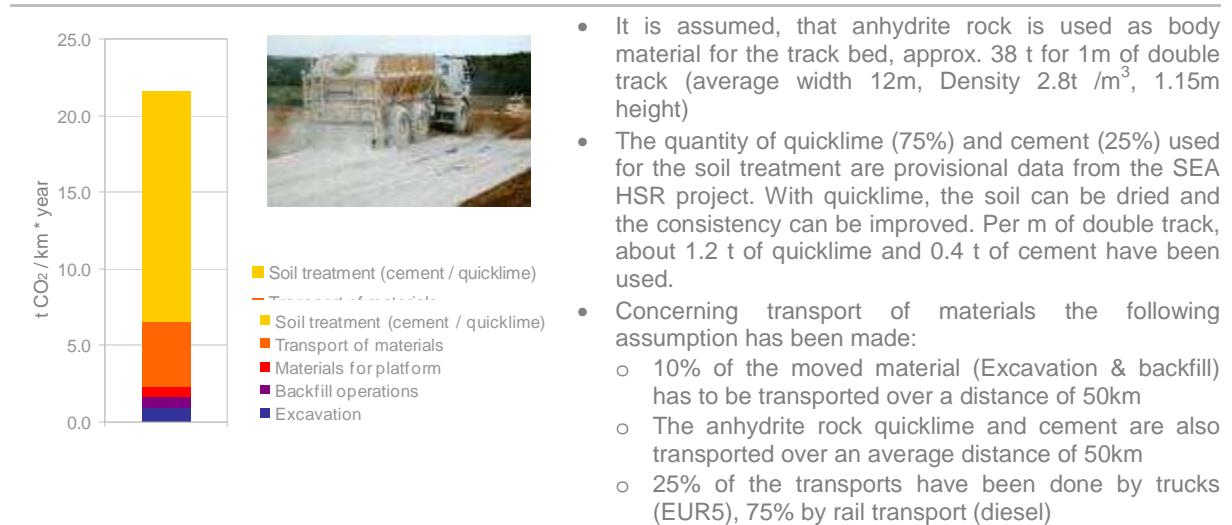 25.0
20.0
15.0
10.0
5.0
0.0
t CO2 / km * year
Soil treatment (cement / quicklime)
Transport of materials
Soil treatment (cement / quicklime)
Transport of materials
Materials for platform
Backfill operations
Excavation
• It is assumed, that anhydrite rock is used as body
material for the track bed, approx. 38 t for 1m of double
track (average width 12m, Density 2.8t /m³, 1.15m
height)
• The quantity of quicklime (75%) and cement (25%) used
for the soil treatment are provisional data from the SEA
HSR project. With quicklime, the soil can be dried and
the consistency can be improved. Per m of double track,
about 1.2 t of quicklime and 0.4 t of cement have been
used.
• Concerning transport of materials the following
assumption has been made:
o 10% of the moved material (Excavation & backfill)
has to be transported over a distance of 50km
o The anhydrite rock quicklime and cement are also
transported over an average distance of 50km
o 25% of the transports have been done by trucks
(EUR5), 75% by rail transport (diesel)